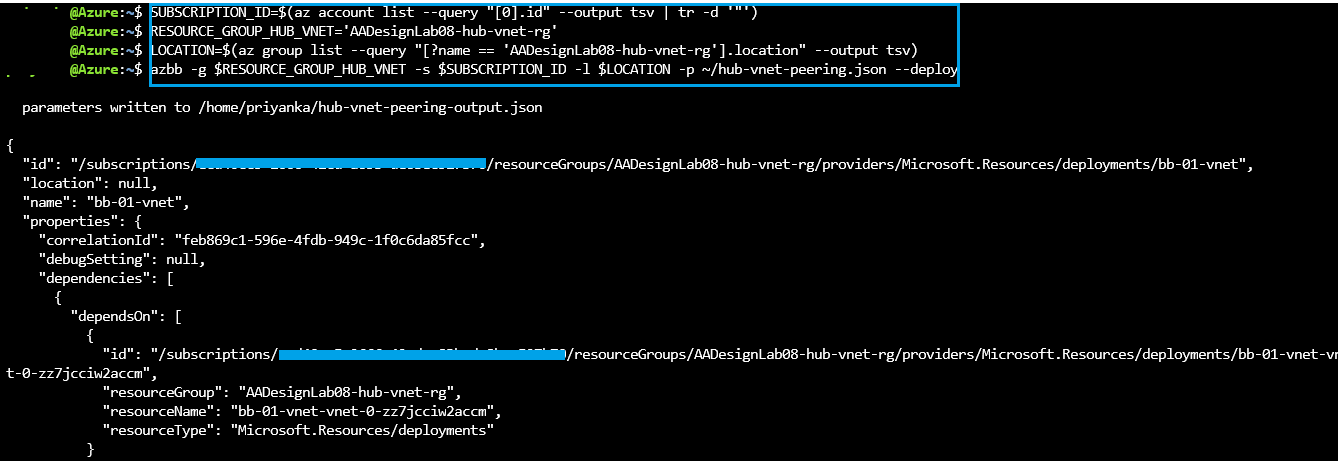 @Azure:~$ SUBSCRIPTION_ID=$(az account list --query "[0].id" --output tsv | tr -d '"')
@Azure:~$ RESOURCE_GROUP_HUB_VNET='AADesignLab08-hub-vnet-rg'
@Azure:~$ LOCATION=$(az group list --query "[?name == 'AADesignLab08-hub-vnet-rg'].location" --output tsv)
@Azure:~$ azbb -g $RESOURCE_GROUP_HUB_VNET -s $SUBSCRIPTION_ID -l $LOCATION -p ~/hub-vnet-peering.json --deploy
parameters written to /home/priyanka/hub-vnet-peering-output.json
{
"id": "/subscriptions/ /resourceGroups/AADesignLab08-hub-vnet-rg/providers/Microsoft.Resources/deployments/bb-01-vnet",
"location": null,
"name": "bb-01-vnet",
"properties": {
"correlationId": "feb869c1-596e-4fdb-949c-1f0c6da85fcc",
"debugSetting": null,
"dependencies": [
{
"dependsOn": [
{
"id": "/subscriptions/ /resourceGroups/AADesignLab08-hub-vnet-rg/providers/Microsoft.Resources/deployments/bb-01-vnet-vn
t-0-zz7jcciw2accm",
"resourceGroup": "AADesignLab08-hub-vnet-rg",
"resourceName": "bb-01-vnet-vnet-0-zz7jcciw2accm",
"resourceType": "Microsoft.Resources/deployments"
}